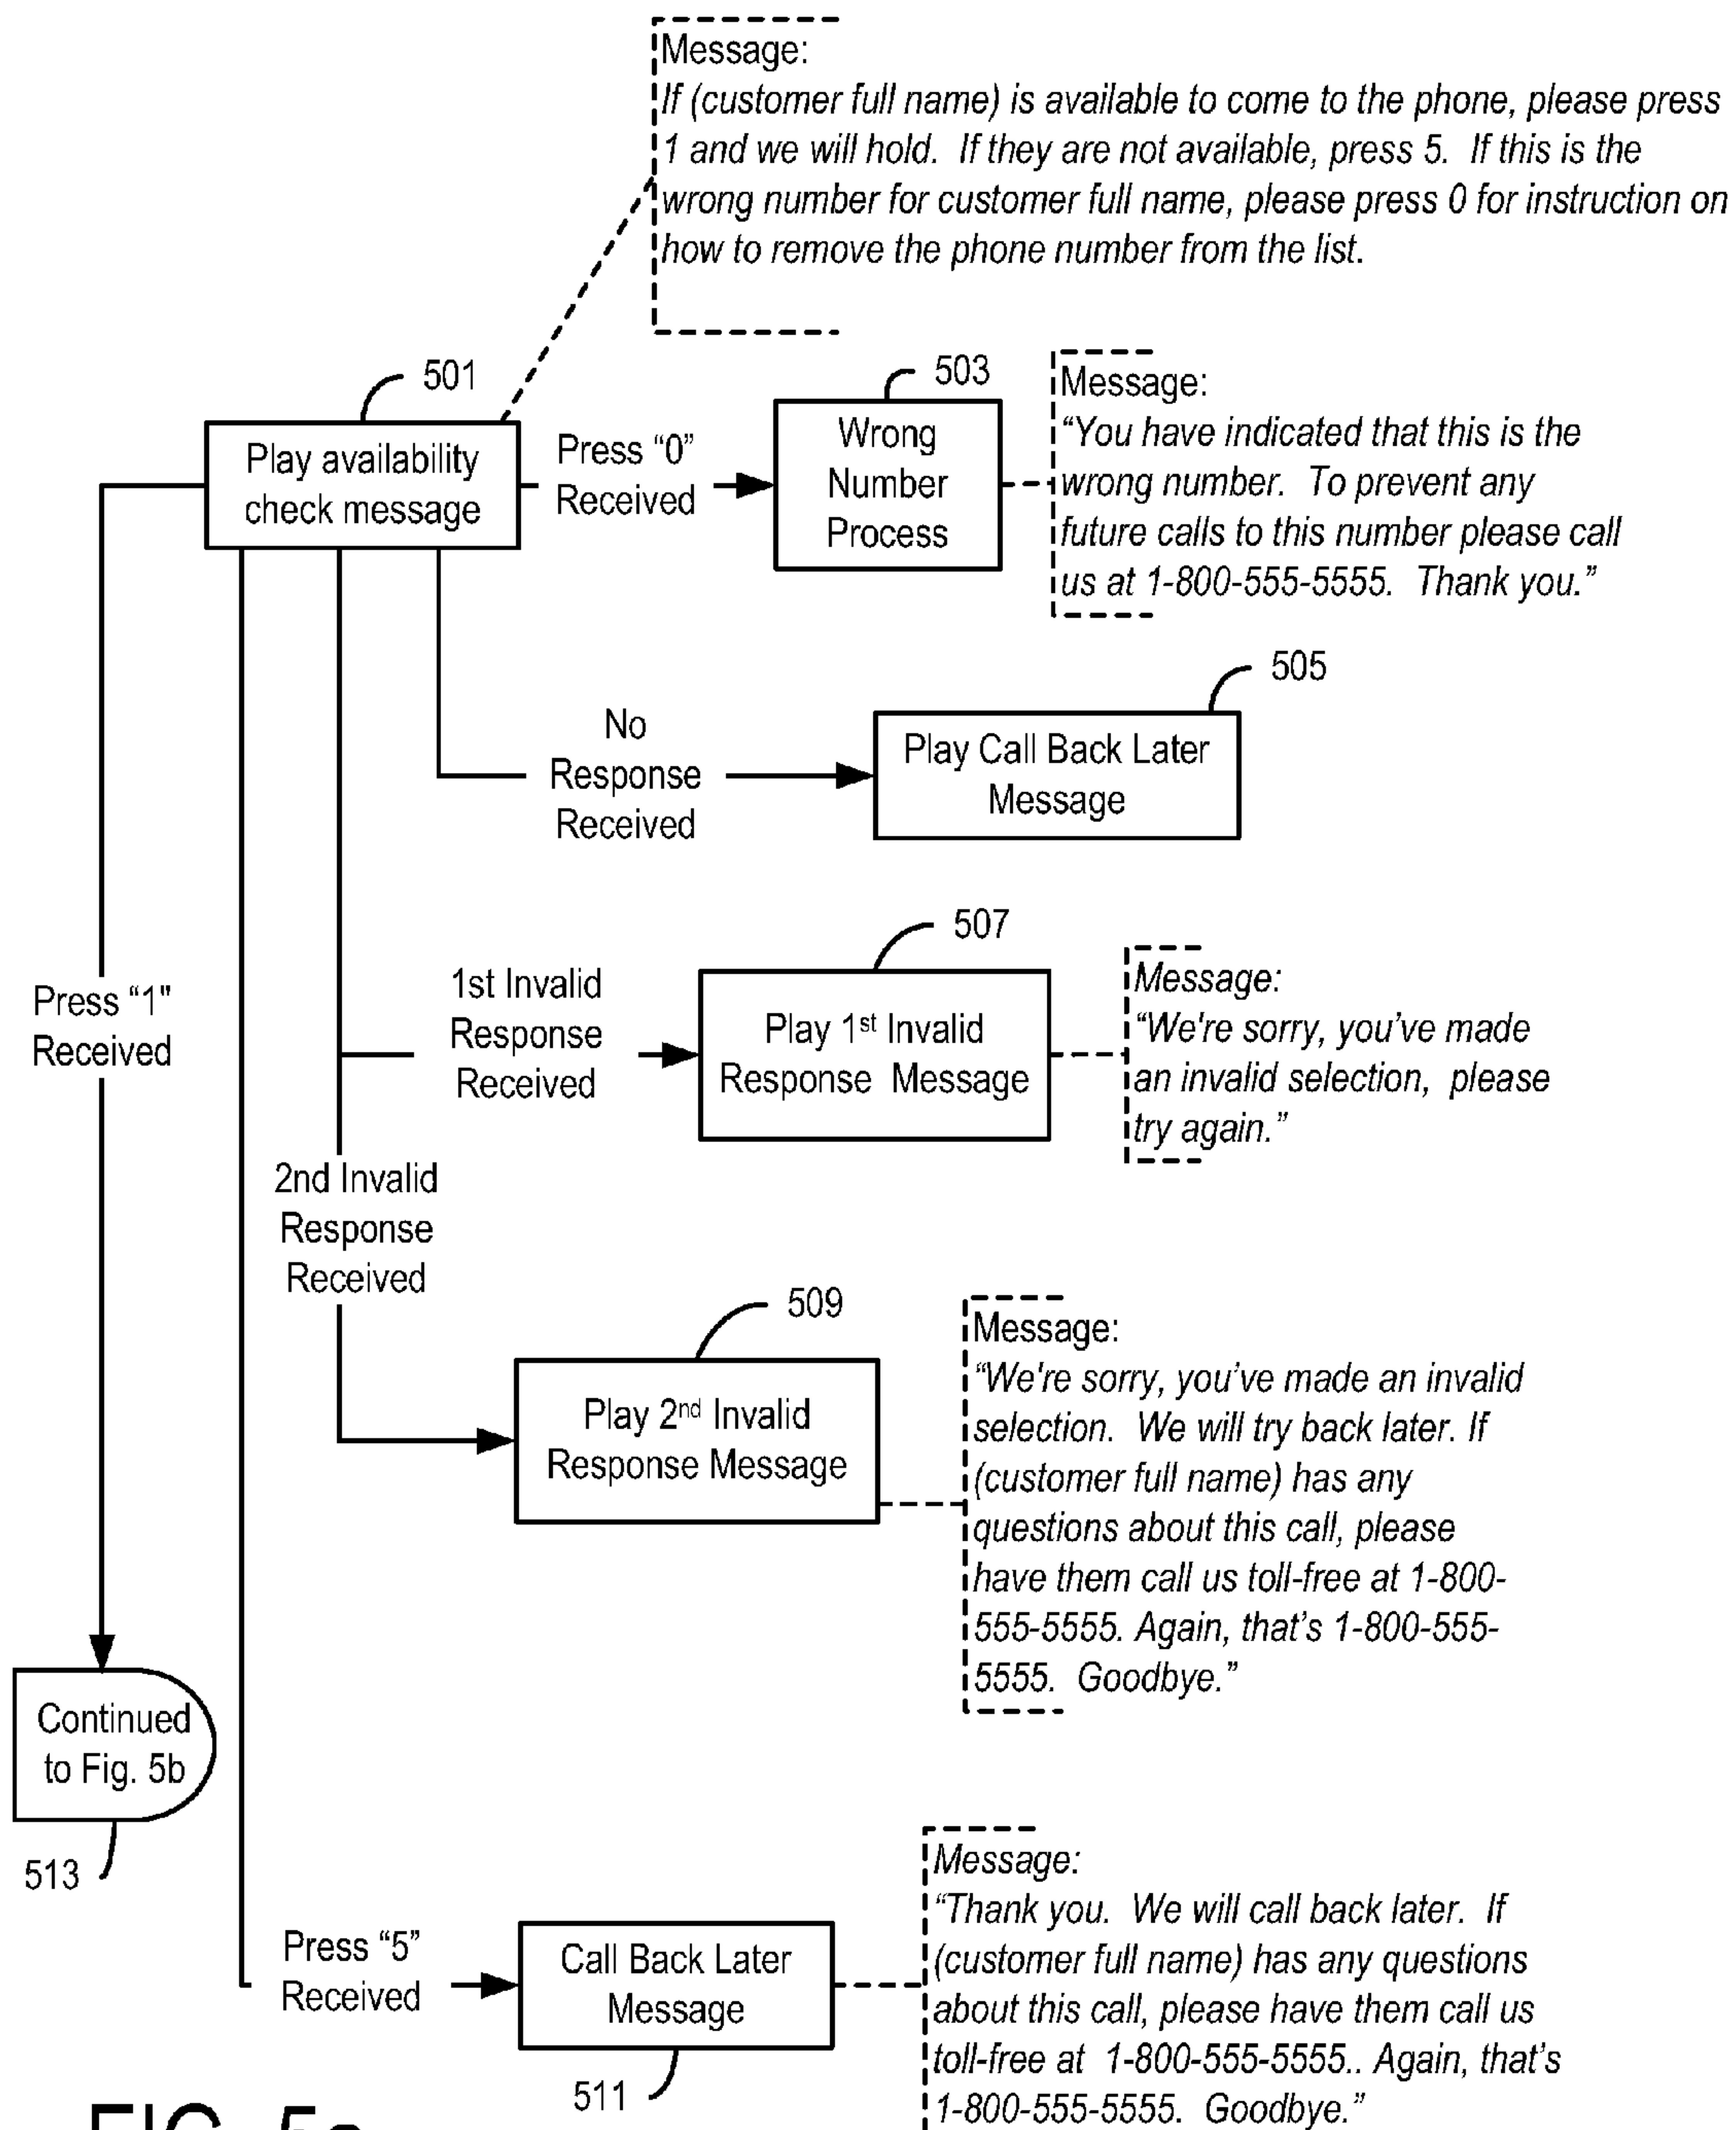 Message:
If (customer full name) is available to come to the phone, please press
1 and we will hold. If they are not available, press 5. If this is the
wrong number for customer full name, please press 0 for instruction on
how to remove the phone number from the list.
501
Play availability
check message
Press “0”
Received
503
Wrong
Number
Process
Message:
“You have indicated that this is the
wrong number. To prevent any
future calls to this number please call
us at 1-800-555-5555. Thank you.”
No
Response
Received
505
Play Call Back Later
Message
Press “1"
Received
1st Invalid
Response
Received
507
Play 1st Invalid
Response Message
Message:
“We're sorry, you’ve made
an invalid selection, please
try again.”
2nd Invalid
Response
Received
509
Play 2nd Invalid
Response Message
Message:
“We're sorry, you’ve made an invalid
selection. We will try back later. If
(customer full name) has any
questions about this call, please
have them call us toll-free at 1-800-
555-5555. Again, that’s 1-800-555-
5555. Goodbye.”
Continued
to Fig. 5b
513
Press “5”
Received
Call Back Later
Message
511
Message:
“Thank you. We will call back later. If
(customer full name) has any questions
about this call, please have them call us
toll-free at 1-800-555-5555.. Again, that’s
1-800-555-5555. Goodbye.”
FIG. 5a